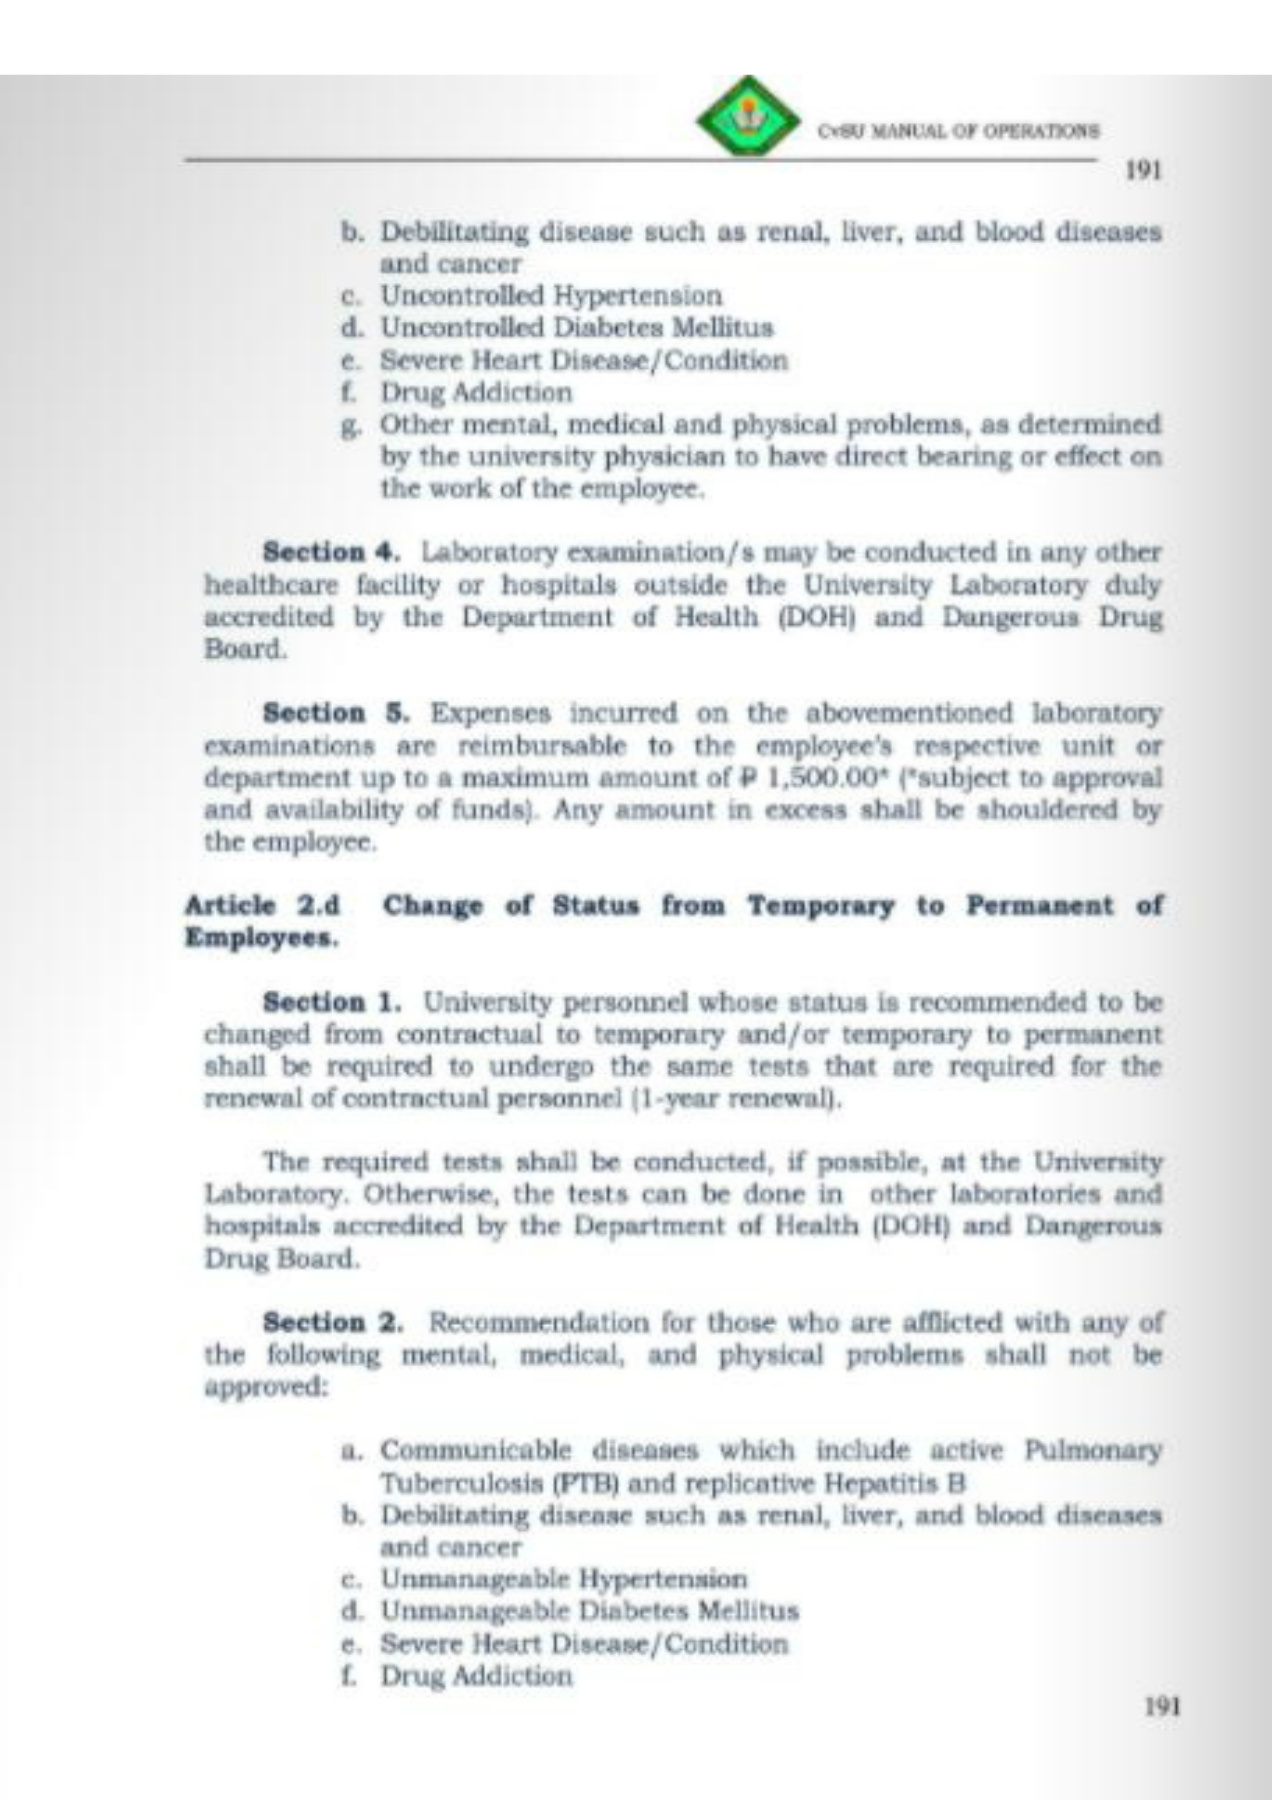 CvSU MANUAL OF OPERATIONS
191
b. Debilitating disease such as renal, liver, and blood diseases
and cancer
c. Uncontrolled Hypertension
d. Uncontrolled Diabetes Mellitus
e. Severe Heart Disease/Condition
f. Drug Addiction
g. Other mental, medical and physical problems, as determined
by the university physician to have direct bearing or effect on
the work of the employee.
Section 4. Laboratory examination/s may be conducted in any other
healthcare facility or hospitals outside the University Laboratory duly
accredited by the Department of Health (DOH) and Dangerous Drug
Board.
Section 5. Expenses incurred on the abovementioned laboratory
examinations are reimbursable to the employee's respective unit or
department up to a maximum amount of ₱ 1,500.00* (*subject to approval
and availability of funds). Any amount in excess shall be shouldered by
the employee.
Article 2.d Change of Status from Temporary to Permanent of
Employees.
Section 1. University personnel whose status is recommended to be
changed from contractual to temporary and/or temporary to permanent
shall be required to undergo the same tests that are required for the
renewal of contractual personnel (1-year renewal).
The required tests shall be conducted, if possible, at the University
Laboratory. Otherwise, the tests can be done in other laboratories and
hospitals accredited by the Department of Health (DOH) and Dangerous
Drug Board.
Section 2. Recommendation for those who are afflicted with any of
the following mental, medical, and physical problems shall not be
approved:
a. Communicable diseases which include active Pulmonary
Tuberculosis (PTB) and replicative Hepatitis B
b. Debilitating disease such as renal, liver, and blood diseases
and cancer
c. Unmanageable Hypertension
d. Unmanageable Diabetes Mellitus
e. Severe Heart Disease/Condition
f. Drug Addiction
191